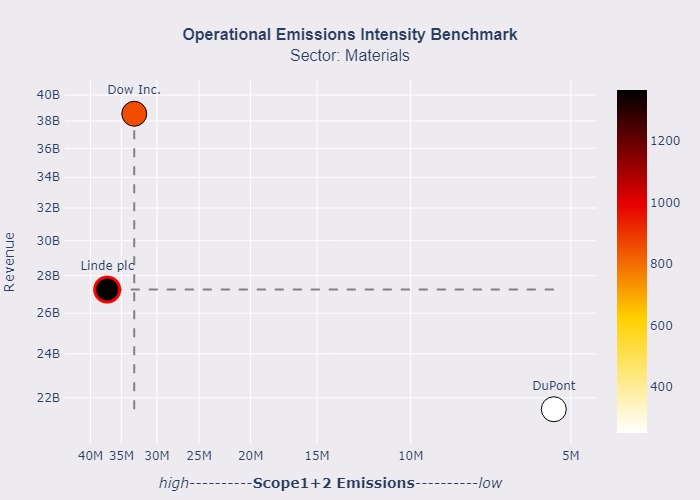 Operational Emissions Intensity Benchmark
Sector: Materials
Dow Inc.
Linde plc
DuPont
Revenue
40B
38B
36B
34B
32B
30B
28B
26B
24B
22B
40M 35M 30M 25M 20M 15M 10M 5M
high----------Scope1+2 Emissions----------low
1200
1000
800
600
400